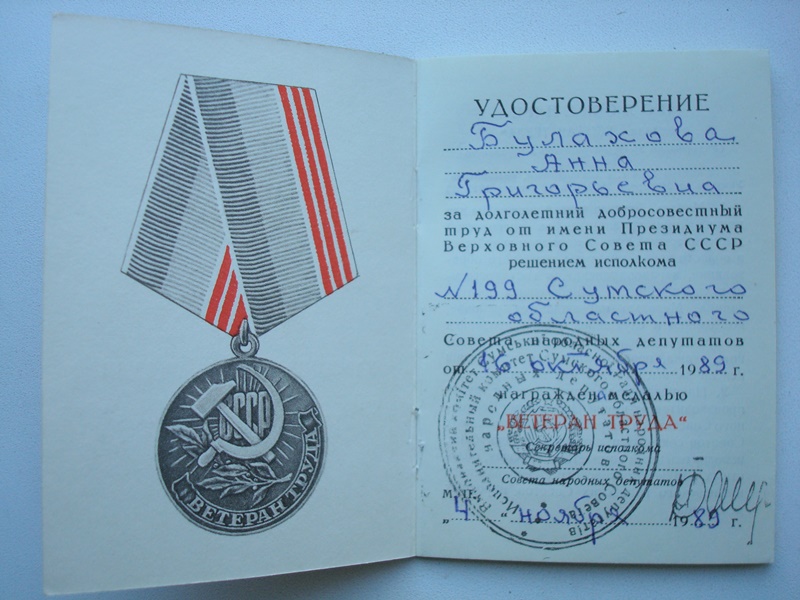 СССР
ВЕТЕРАН ТРУДА
УДОСТОВЕРЕНИЕ
Булахова
Анна
Григорьевна
за долголетний добросовестный
труд от имени Президиума
Верховного Совета СССР
решением исполкома
№199 Сумского
областного
Совета народных депутатов
от 16 октября 1989 г.
награжден медалью
„ВЕТЕРАН ТРУДА“
Секретарь исполкома
Совета народных депутатов
М. П.
„4“ ноября 1989 г.